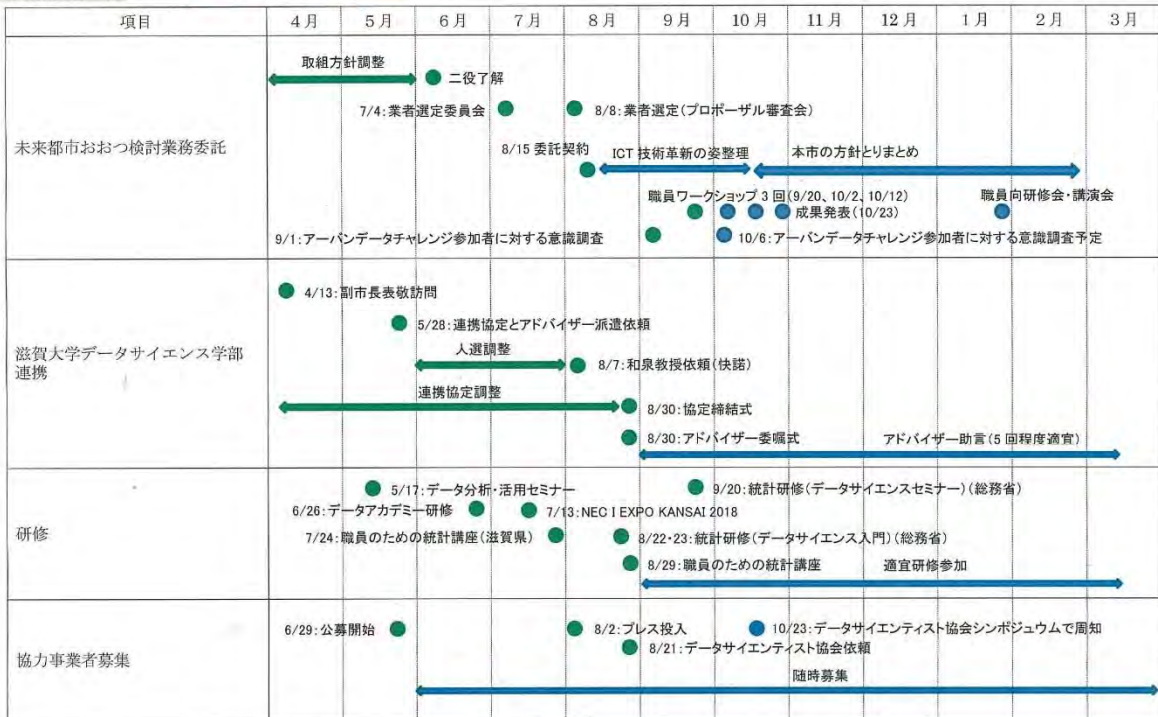 項目 4月 5月 6月 7月 8月 9月 10月 11月 12月 1月 2月 3月
未来都市おおつ検討業務委託
取組方針調整
二役了解
7/4:業者選定委員会
8/8:業者選定(プロポーザル審査会)
8/15 委託契約
ICT 技術革新の姿整理
本市の方針とりまとめ
職員ワークショップ 3 回(9/20、10/2、10/12)
成果発表(10/23)
職員向研修会・講演会
9/1:アーバンデータチャレンジ参加者に対する意識調査
10/6:アーバンデータチャレンジ参加者に対する意識調査予定
滋賀大学データサイエンス学部
連携
4/13:副市長表敬訪問
5/28:連携協定とアドバイザー派遣依頼
人選調整
8/7:和泉教授依頼(快諾)
連携協定調整
8/30:協定締結式
8/30:アドバイザー委嘱式
アドバイザー助言(5 回程度適宜)
研修
5/17:データ分析・活用セミナー
9/20:統計研修(データサイエンスセミナー)(総務省)
6/26:データアカデミー研修
7/13:NEC I EXPO KANSAI 2018
7/24:職員のための統計講座(滋賀県)
8/22・23:統計研修(データサイエンス入門)(総務省)
8/29:職員のための統計講座
適宜研修参加
協力事業者募集
6/29:公募開始
8/2:プレス投入
10/23:データサイエンティスト協会シンポジュウムで周知
8/21:データサイエンティスト協会依頼
随時募集